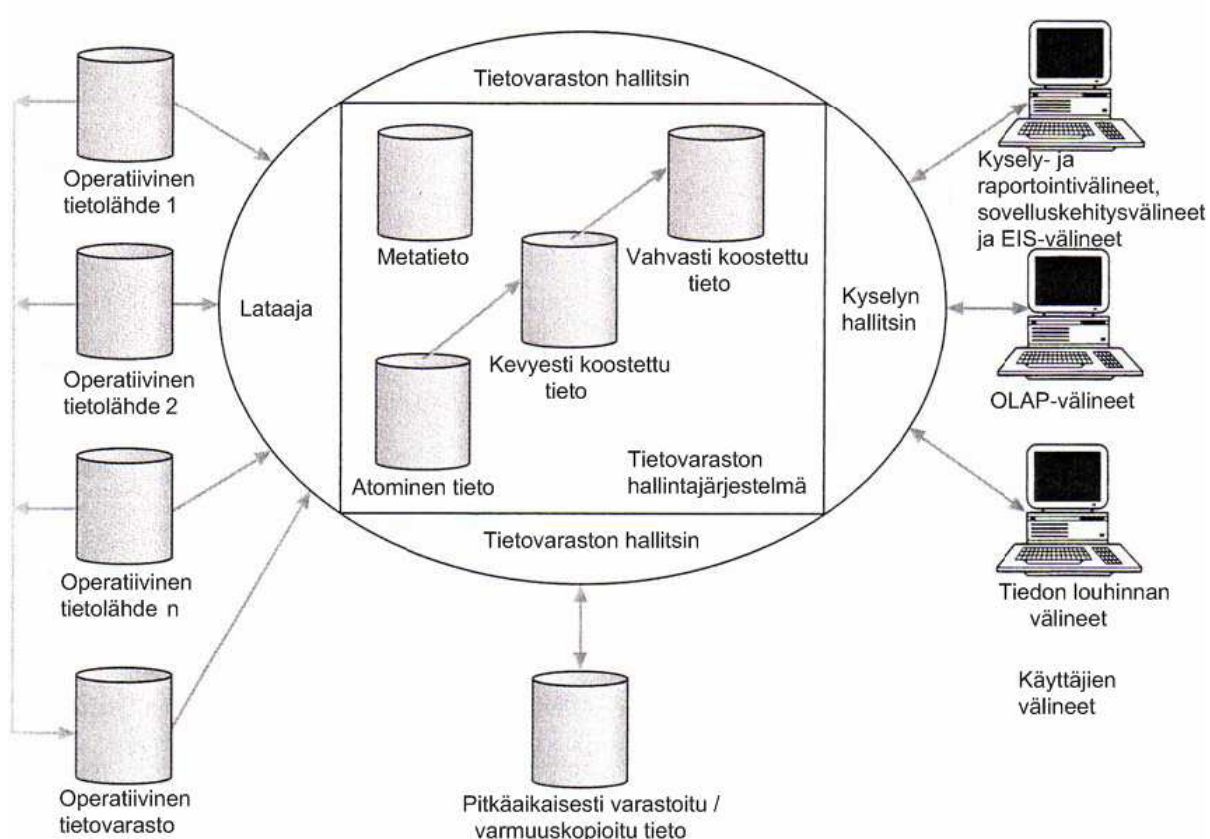 Tietovaraston hallitsin
Operatiivinen
tietolähde 1
Operatiivinen
tietolähde 2
Operatiivinen
tietolähde n
Operatiivinen
tietovarasto
Lataaja
Metatieto
Vahvasti koostettu
tieto
Kevyesti koostettu
tieto
Atominen tieto
Tietovaraston
hallintajärjestelmä
Tietovaraston hallitsin
Kyselyn
hallitsin
Pitkäaikaisesti varastoitu /
varmuuskopioitu tieto
Kysely- ja
raportointivälineet,
sovelluskehitysvälineet
ja EIS-välineet
OLAP-välineet
Tiedon louhinnan
välineet
Käyttäjien
välineet